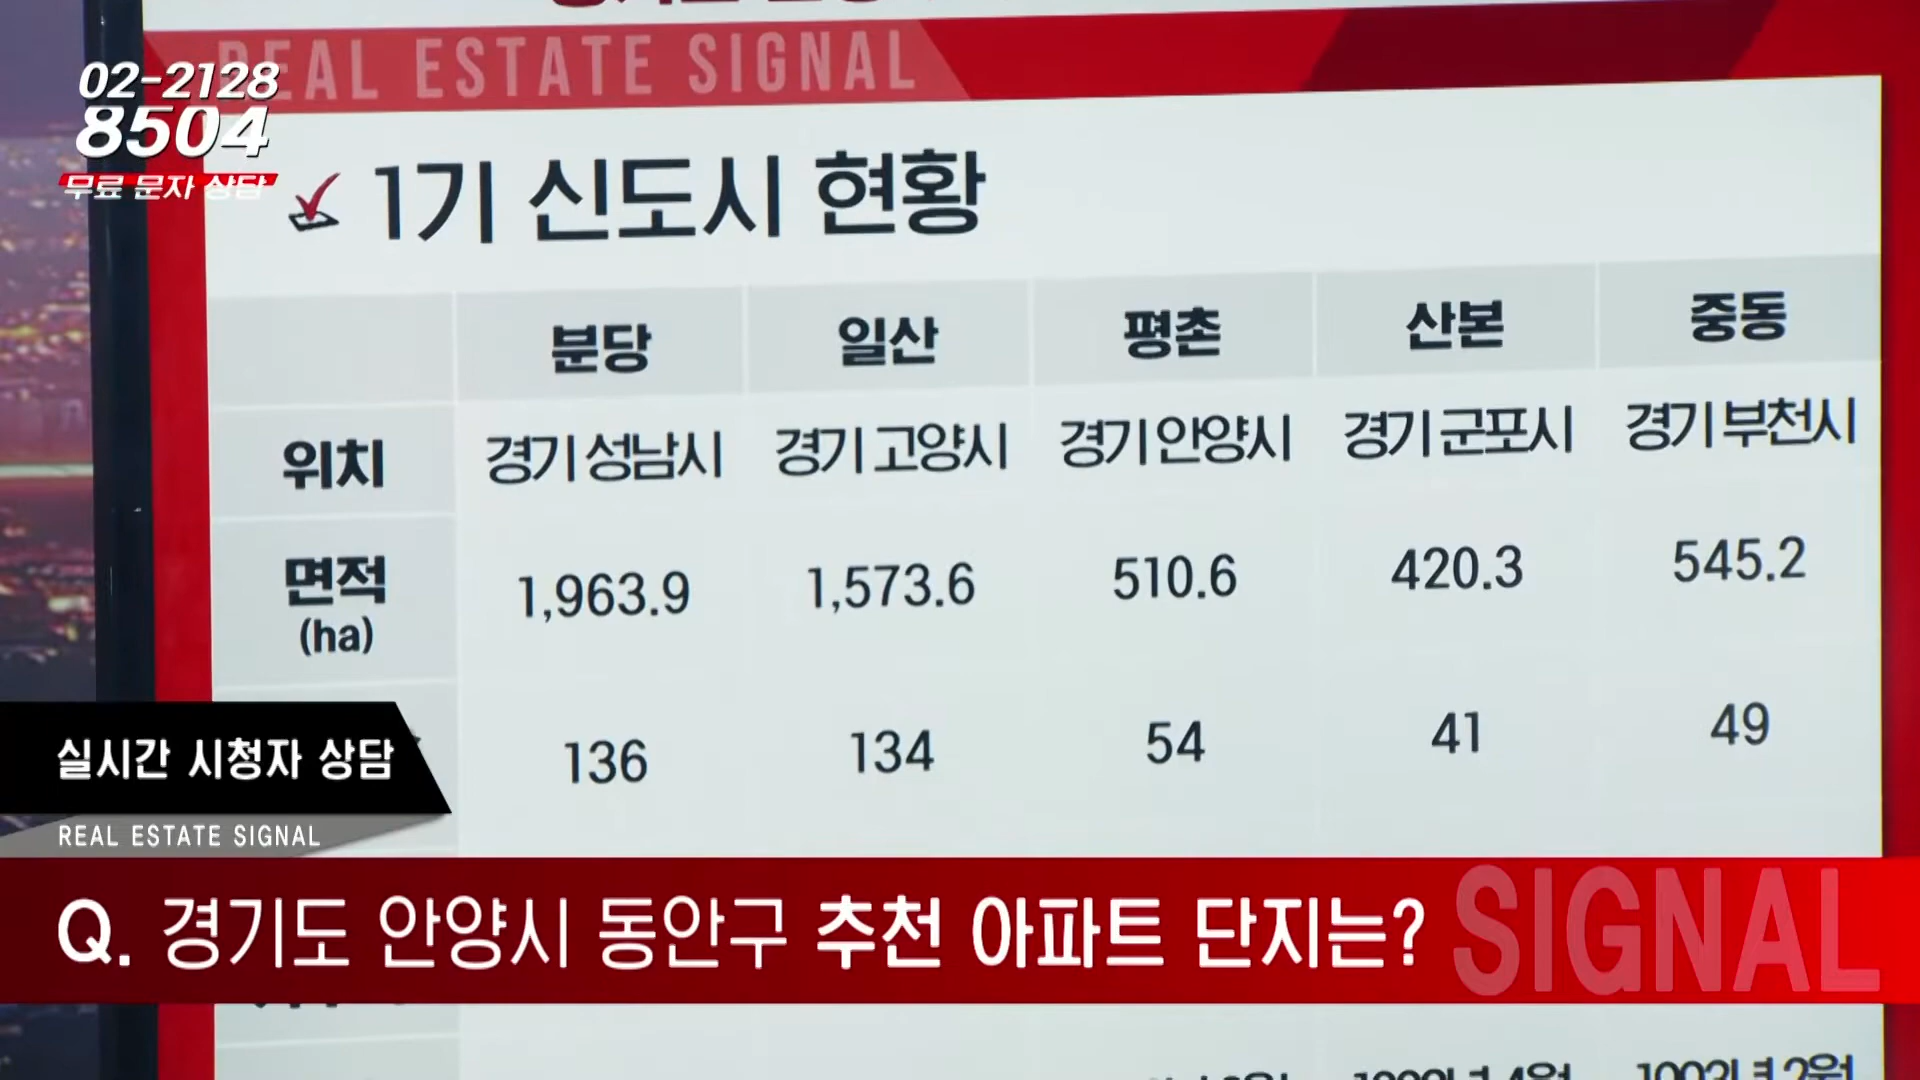 REAL ESTATE SIGNAL
02-2128
8504
무료 문자 상담
1기 신도시 현황
분당 일산 평촌 산본 중동
위치 경기 성남시 경기 고양시 경기 안양시 경기 군포시 경기 부천시
면적 1,963.9 1,573.6 510.6 420.3 545.2
(ha)
136 134 54 41 49
실시간 시청자 상담
REAL ESTATE SIGNAL
Q. 경기도 안양시 동안구 추천 아파트 단지는?
SIGNAL